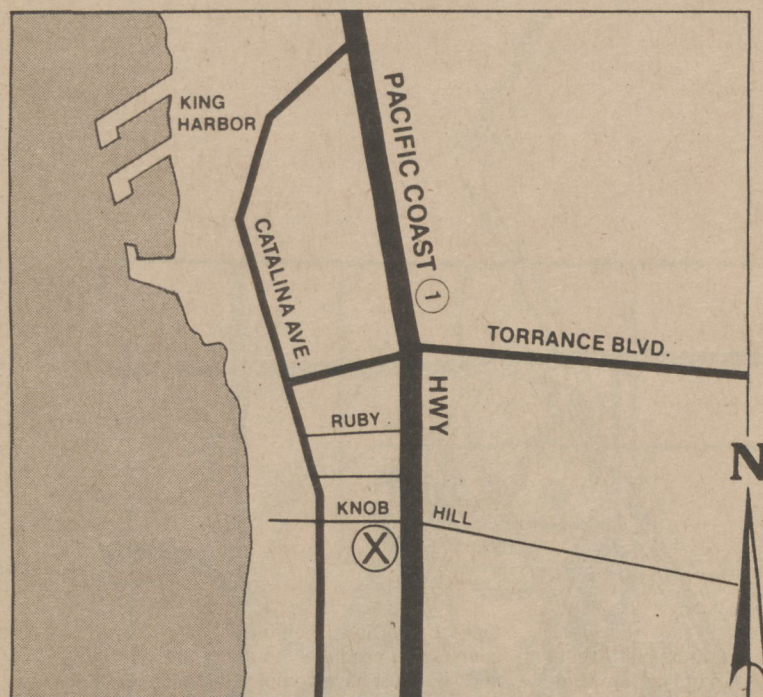 KING
HARBOR
PACIFIC COAST 1
CATALINA AVE.
TORRANCE BLVD.
HWY
RUBY
N
KNOB HILL
X